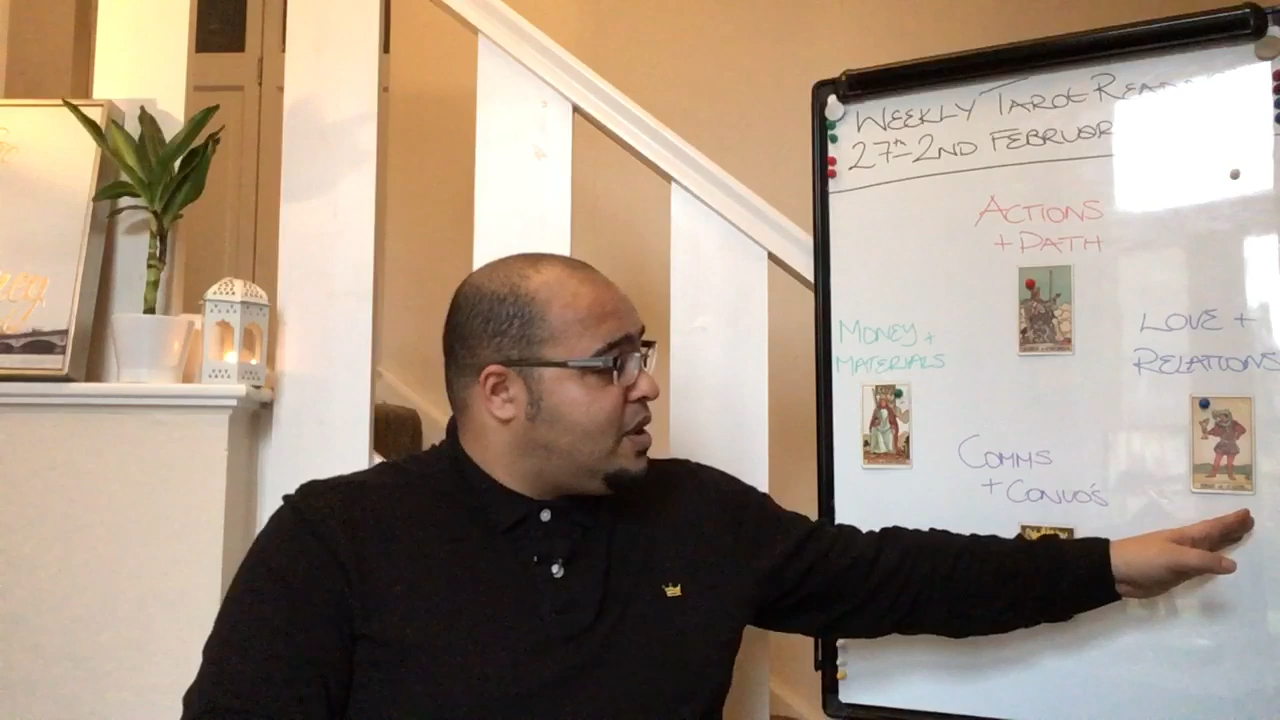 WEEKLY TAROT
27th-2ND FEBRUAR
ACTIONS
+ PATH
MONEY +
MATERIALS
LOVE +
RELATIONS
COMMS
+ CONVO'S